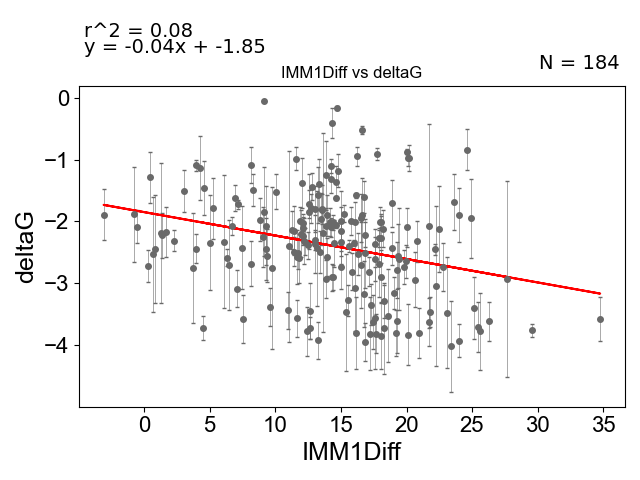 r^2 = 0.08
y = -0.04x + -1.85
N = 184
IMM1Diff vs deltaG
0
−1
−2
−3
−4
deltaG
0 5 10 15 20 25 30 35
IMM1Diff